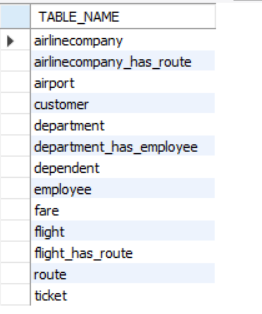 TABLE_NAME
airlinecompany
airlinecompany_has_route
airport
customer
department
department_has_employee
dependent
employee
fare
flight
flight_has_route
route
ticket